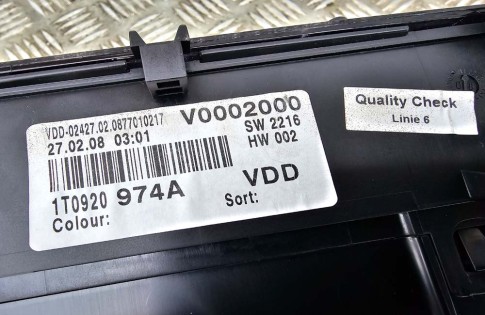 VDD-02427.02.0877010217 V0002000
27.02.08 03:01 SW 2216
HW 002
1T0920 974A VDD
Colour: Sort:
Quality Check
Linie 6